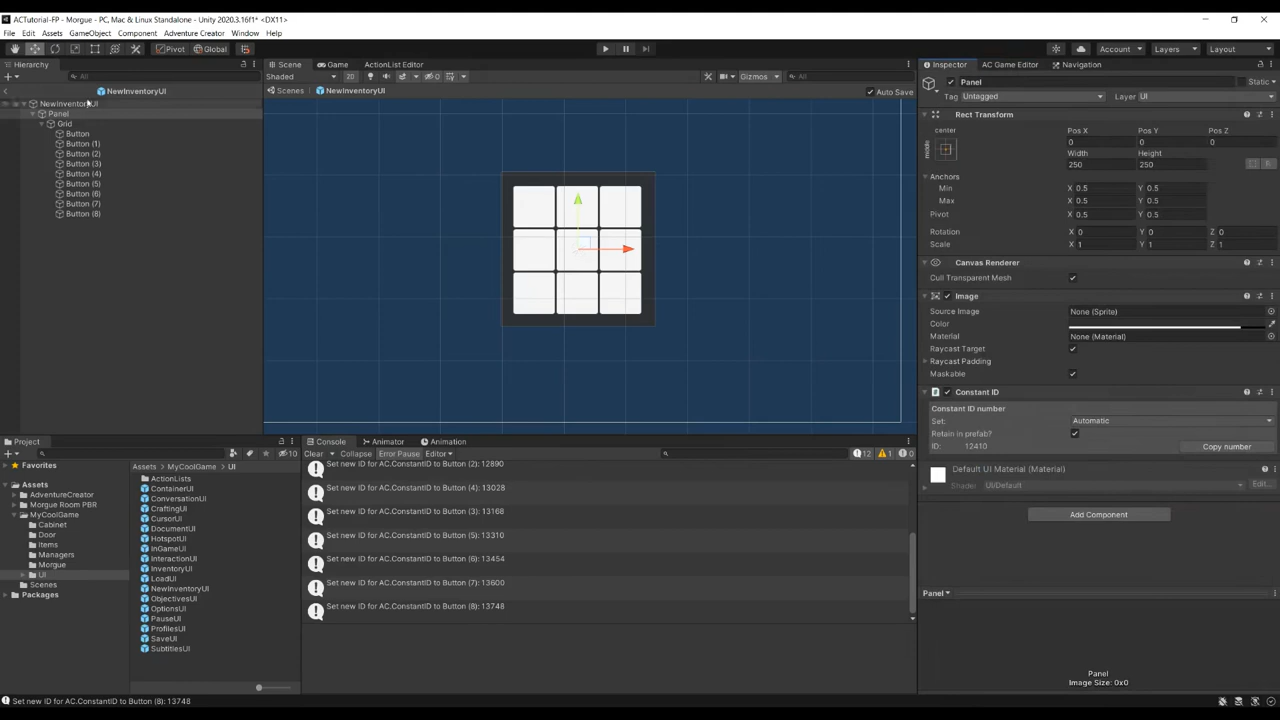 ACTutorial-FP - Morgue - PC, Mac & Linux Standalone - Unity 2020.3.16f1* <DX11>
File Edit Assets GameObject Component Adventure Creator Window Help
Pivot Global Account Layers Layout
Hierarchy
All
NewInventoryUI
NewInventoryUI
Panel
Grid
Button
Button (1)
Button (2)
Button (3)
Button (4)
Button (5)
Button (6)
Button (7)
Button (8)
Scene Game ActionList Editor
Shaded 2D 0 Gizmos All
Scenes NewInventoryUI Auto Save
Inspector AC Game Editor Navigation
Panel Static
Tag Untagged Layer UI
Rect Transform
center Pos X Pos Y Pos Z
middle 0 0 0
Width Height
250 250
Anchors
Min X 0.5 Y 0.5
Max X 0.5 Y 0.5
Pivot X 0.5 Y 0.5
Rotation X 0 Y 0 Z 0
Scale X 1 Y 1 Z 1
Canvas Renderer
Cull Transparent Mesh
Image
Source Image None (Sprite)
Color
Material None (Material)
Raycast Target
Raycast Padding
Maskable
Constant ID
Constant ID number
Set: Automatic
Retain in prefab?
ID: 12410 Copy number
Default UI Material (Material)
Shader UI/Default Edit...
Add Component
Panel
Panel
Image Size: 0x0
Project
10
Favorites
Assets
AdventureCreator
Morgue Room PBR
MyCoolGame
Cabinet
Door
Items
Managers
Morgue
UI
Scenes
Packages
Assets MyCoolGame UI
ActionLists
ContainerUI
ConversationUI
CraftingUI
CursorUI
DocumentUI
HotspotUI
InGameUI
InteractionUI
InventoryUI
LoadUI
NewInventoryUI
ObjectivesUI
OptionsUI
PauseUI
ProfilesUI
SaveUI
SubtitlesUI
Console Animator Animation
Clear Collapse Error Pause Editor 12 1 0
Set new ID for AC.ConstantID to Button (2): 12890
Set new ID for AC.ConstantID to Button (4): 13028
Set new ID for AC.ConstantID to Button (3): 13168
Set new ID for AC.ConstantID to Button (5): 13310
Set new ID for AC.ConstantID to Button (6): 13454
Set new ID for AC.ConstantID to Button (7): 13600
Set new ID for AC.ConstantID to Button (8): 13748
Set new ID for AC.ConstantID to Button (8): 13748